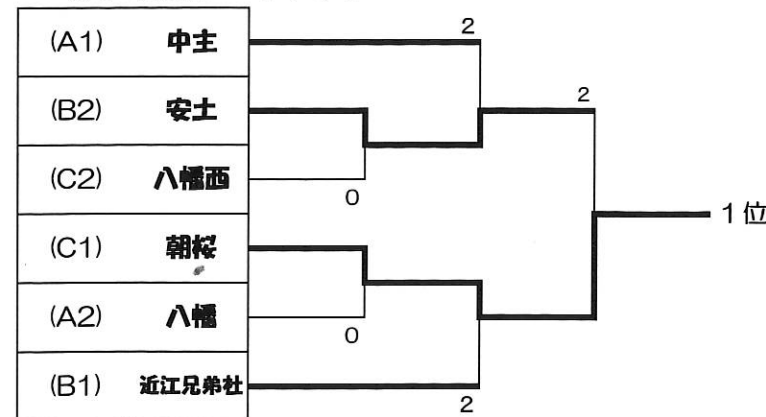 (A1) 中主
2
(B2) 安土
2
(C2) 八幡西
0
1位
(C1) 朝桜
(A2) 八幡
0
(B1) 近江兄弟社
2